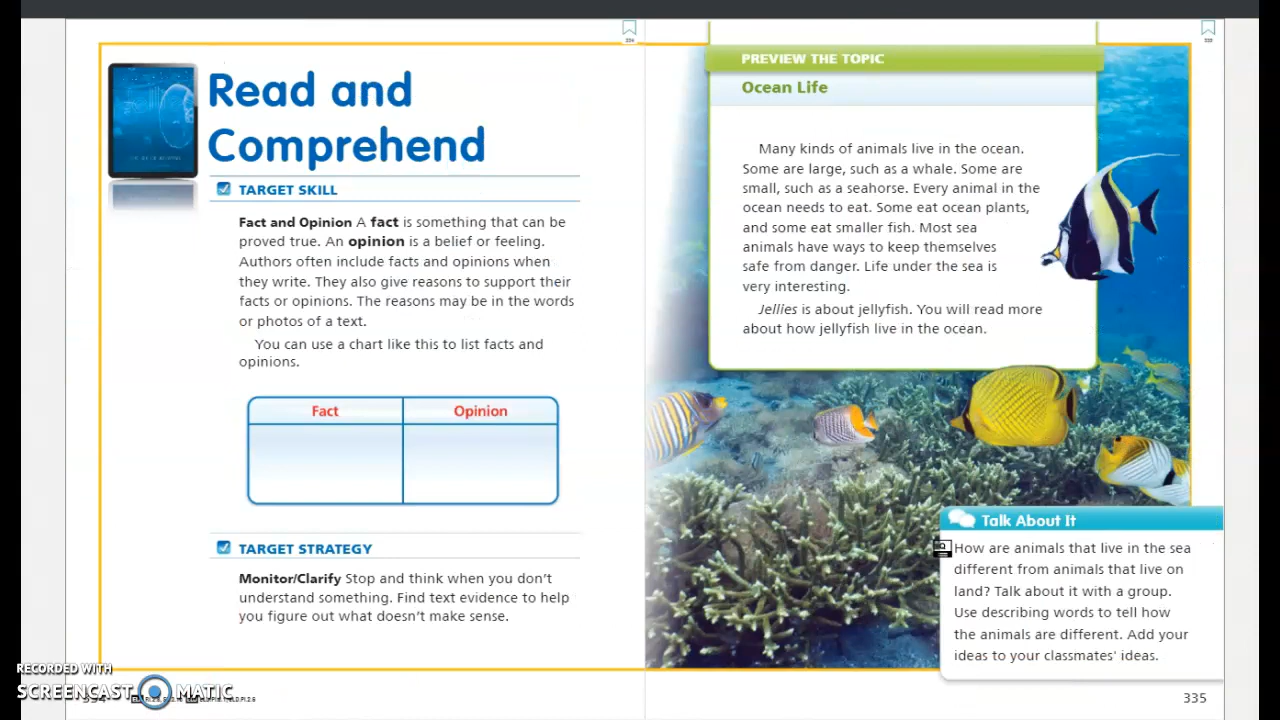 Read and
Comprehend
TARGET SKILL
Fact and Opinion A fact is something that can be
proved true. An opinion is a belief or feeling.
Authors often include facts and opinions when
they write. They also give reasons to support their
facts or opinions. The reasons may be in the words
or photos of a text.
You can use a chart like this to list facts and
opinions.
Fact Opinion
TARGET STRATEGY
Monitor/Clarify Stop and think when you don't
understand something. Find text evidence to help
you figure out what doesn't make sense.
RECORDED WITH
SCREENCAST MATIC
PREVIEW THE TOPIC
Ocean Life
Many kinds of animals live in the ocean.
Some are large, such as a whale. Some are
small, such as a seahorse. Every animal in the
ocean needs to eat. Some eat ocean plants,
and some eat smaller fish. Most sea
animals have ways to keep themselves
safe from danger. Life under the sea is
very interesting.
Jellies is about jellyfish. You will read more
about how jellyfish live in the ocean.
Talk About It
How are animals that live in the sea
different from animals that live on
land? Talk about it with a group.
Use describing words to tell how
the animals are different. Add your
ideas to your classmates' ideas.
335